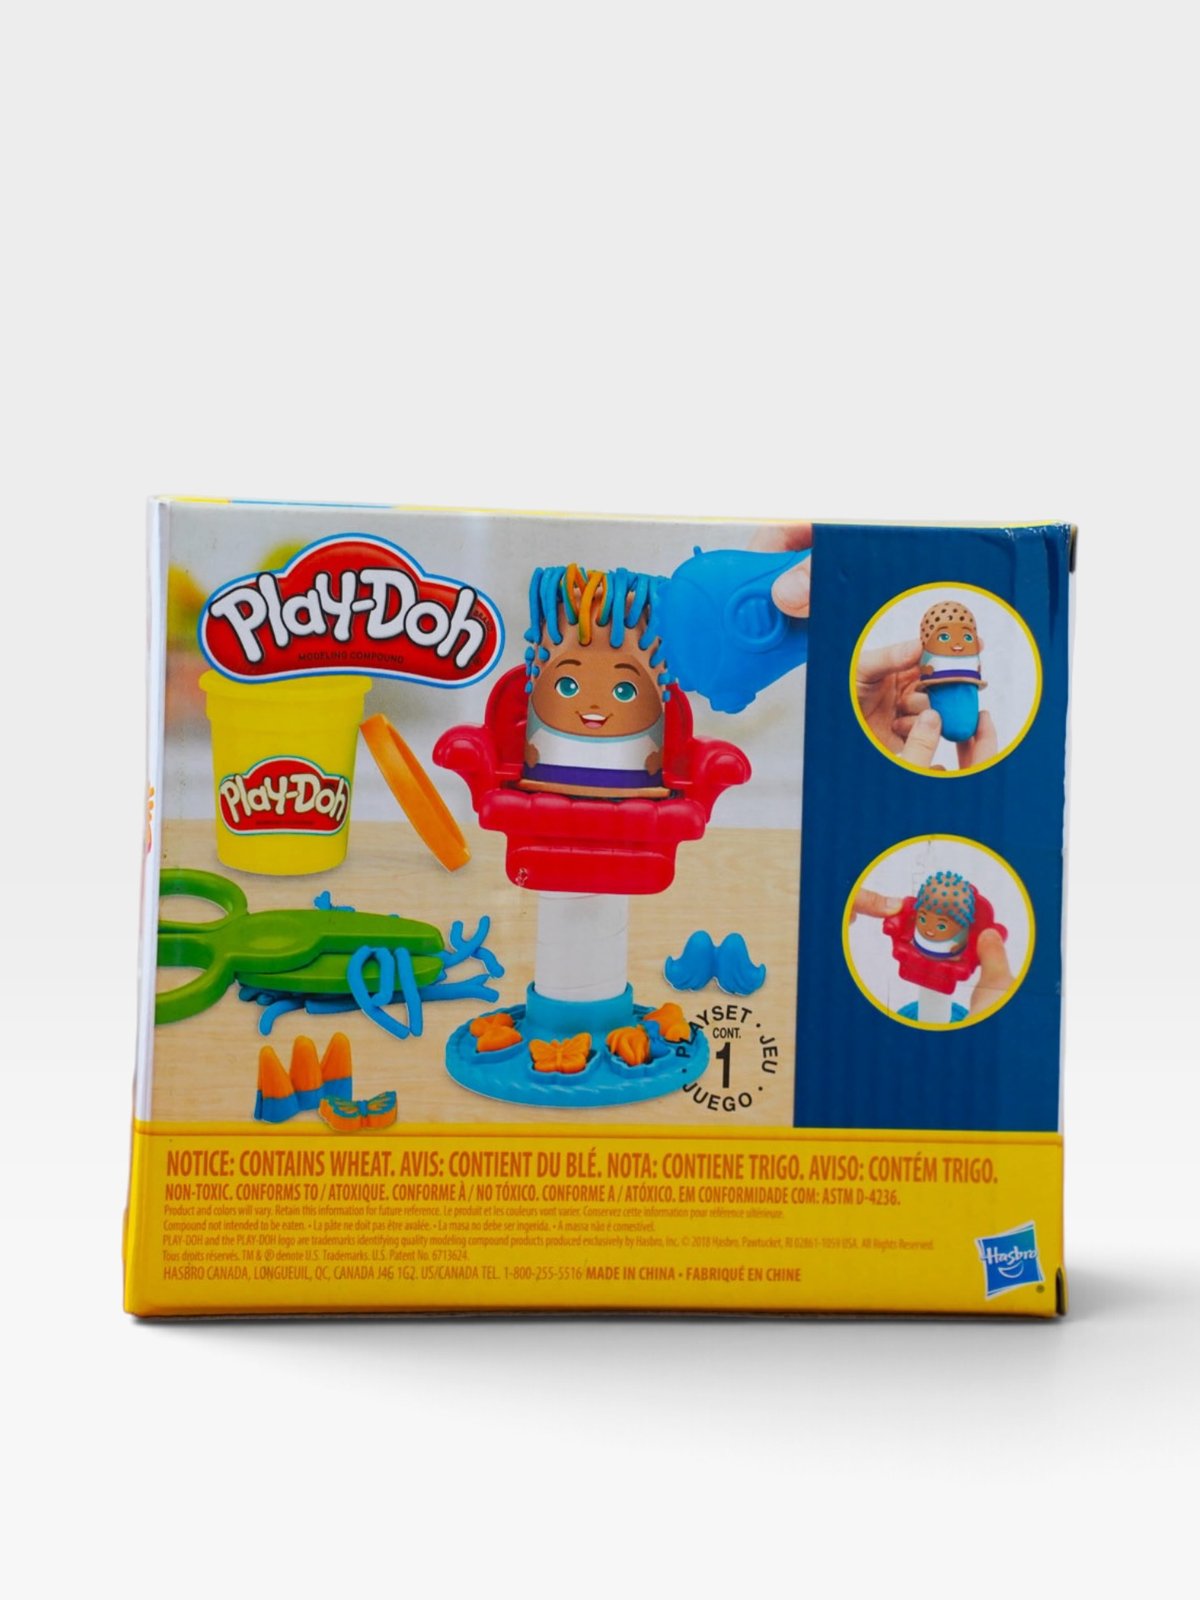 Play-Doh
BRAND
MODELING COMPOUND
Play-Doh
PLAYSET • JEU • JUEGO •
CONT.
1
NOTICE: CONTAINS WHEAT. AVIS: CONTIENT DU BLÉ. NOTA: CONTIENE TRIGO. AVISO: CONTÉM TRIGO.
NON-TOXIC. CONFORMS TO / ATOXIQUE. CONFORME À / NO TÓXICO. CONFORME A / ATÓXICO. EM CONFORMIDADE COM: ASTM D-4236.
Product and colors will vary. Retain this information for future reference. Le produit et les couleurs vont varier. Conservez cette information pour référence ultérieure.
Compound not intended to be eaten. • La pâte ne doit pas être avalée. • La masa no debe ser ingerida. • A massa não é comestível.
PLAY-DOH and the PLAY-DOH logo are trademarks identifying quality modeling compound products produced exclusively by Hasbro, Inc. © 2018 Hasbro, Pawtucket, RI 02861-1059 USA. All Rights Reserved.
Tous droits réservés. TM & ® denote U.S. Trademarks. U.S. Patent No. 6713624.
HASBRO CANADA, LONGUEUIL, QC, CANADA J4G 1G2. US/CANADA TEL. 1-800-255-5516 MADE IN CHINA • FABRIQUÉ EN CHINE
Hasbro
®